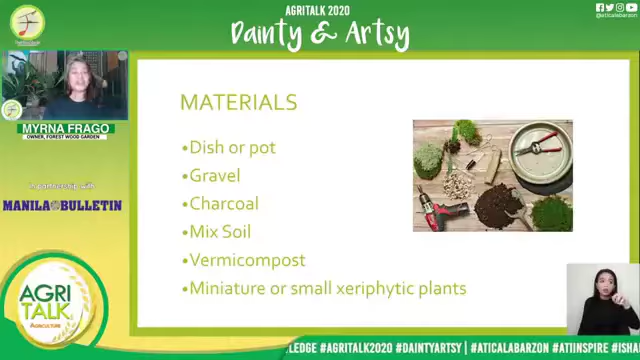 AGRITALK 2020
Dainty & Artsy
@aticalabarzon
MYRNA FRAGO
OWNER, FOREST WOOD GARDEN
In partnership with
MANILA BULLETIN
AGRI
TALK
AGRICULTURE
MATERIALS
•Dish or pot
•Gravel
•Charcoal
•Mix Soil
•Vermicompost
•Miniature or small xeriphytic plants
LEDGE #AGRITALK2020 #DAINTYARTSY | #ATICALABARZON #ATIINSPIRE #ISHA